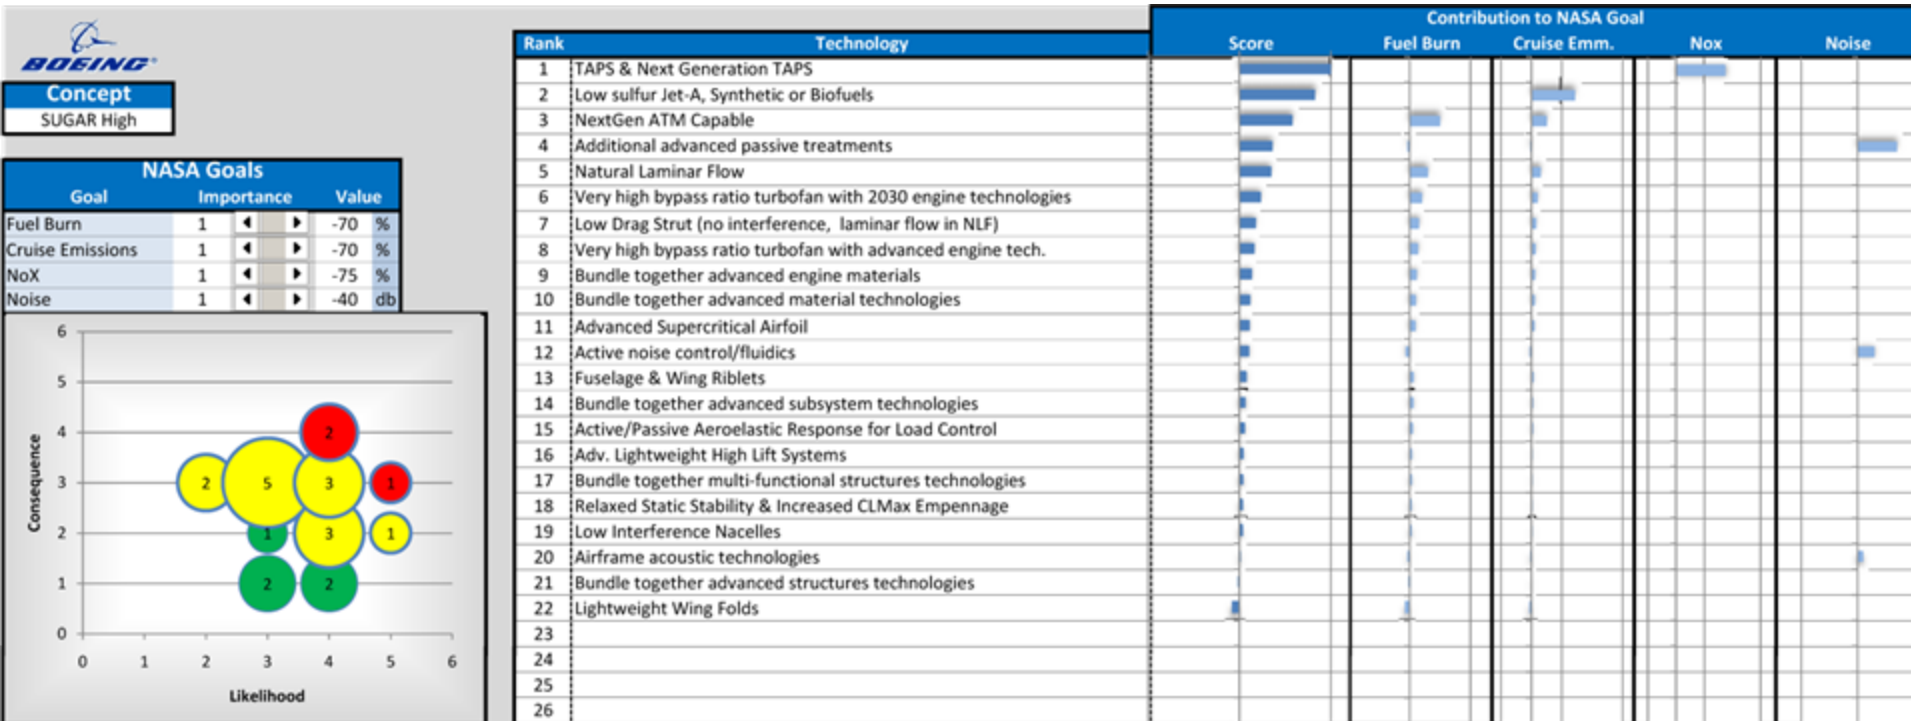 BOEING
Concept
SUGAR High
NASA Goals
Goal Importance Value
Fuel Burn 1 -70 %
Cruise Emissions 1 -70 %
NoX 1 -75 %
Noise 1 -40 db
6
5
4
3
2
1
0
2
2 5 3 1
1 3 1
2 2
0 1 2 3 4 5 6
Consequence
Likelihood
Contribution to NASA Goal
Rank Technology Score Fuel Burn Cruise Emm. Nox Noise
1 TAPS & Next Generation TAPS
2 Low sulfur Jet-A, Synthetic or Biofuels
3 NextGen ATM Capable
4 Additional advanced passive treatments
5 Natural Laminar Flow
6 Very high bypass ratio turbofan with 2030 engine technologies
7 Low Drag Strut (no interference, laminar flow in NLF)
8 Very high bypass ratio turbofan with advanced engine tech.
9 Bundle together advanced engine materials
10 Bundle together advanced material technologies
11 Advanced Supercritical Airfoil
12 Active noise control/fluidics
13 Fuselage & Wing Riblets
14 Bundle together advanced subsystem technologies
15 Active/Passive Aeroelastic Response for Load Control
16 Adv. Lightweight High Lift Systems
17 Bundle together multi-functional structures technologies
18 Relaxed Static Stability & Increased CLMax Empennage
19 Low Interference Nacelles
20 Airframe acoustic technologies
21 Bundle together advanced structures technologies
22 Lightweight Wing Folds
23
24
25
26